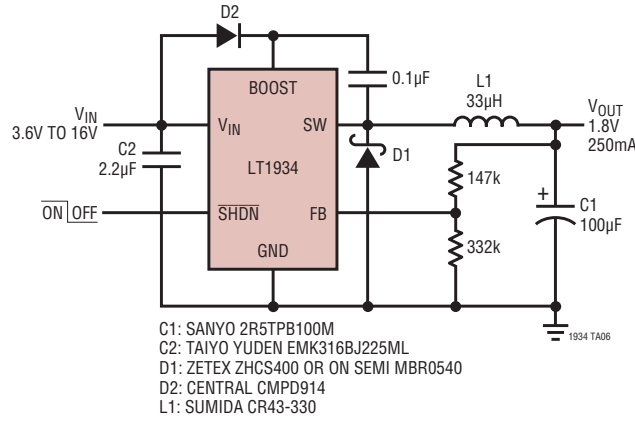 D2
BOOST
0.1µF
L1
33µH
VIN
3.6V TO 16V
VIN
SW
VOUT
1.8V
250mA
C2
2.2µF
LT1934
D1
147k
+
C1
100µF
ON OFF
SHDN
FB
332k
GND
1934 TA06
C1: SANYO 2R5TPB100M
C2: TAIYO YUDEN EMK316BJ225ML
D1: ZETEX ZHCS400 OR ON SEMI MBR0540
D2: CENTRAL CMPD914
L1: SUMIDA CR43-330